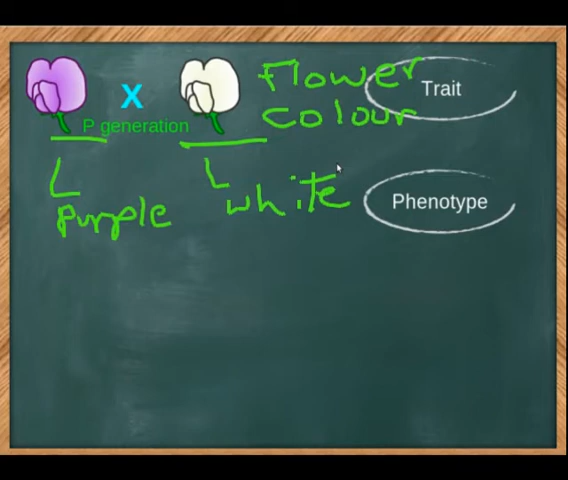 Flower Trait
X
colour
P generation
purple
white
Phenotype